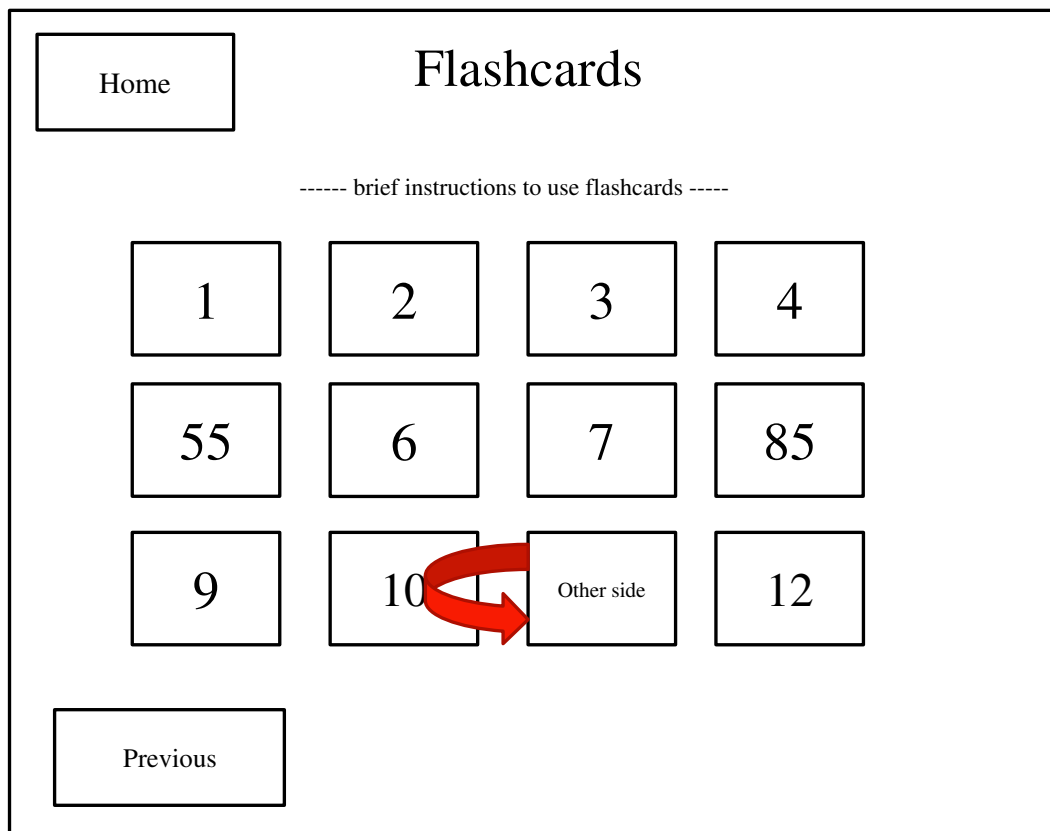 Home
Flashcards
------ brief instructions to use flashcards -----
1 2 3 4
55 6 7 85
9 10 Other side 12
Previous